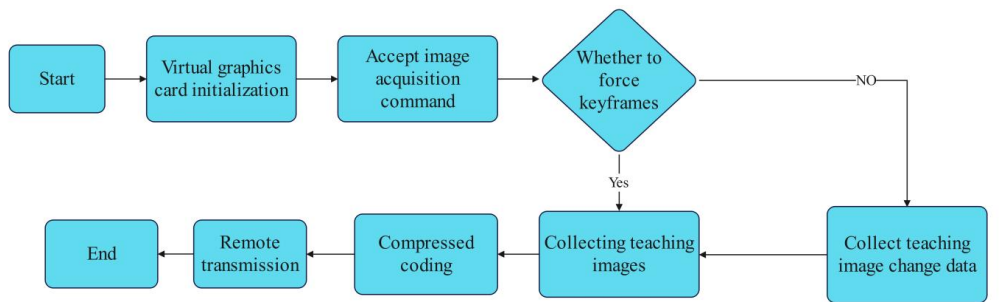 Start
Virtual graphics
card initialization
Accept image
acquisition
command
Whether to
force
keyframes
NO
Yes
End
Remote
transmission
Compressed
coding
Collecting teaching
images
Collect teaching
image change data